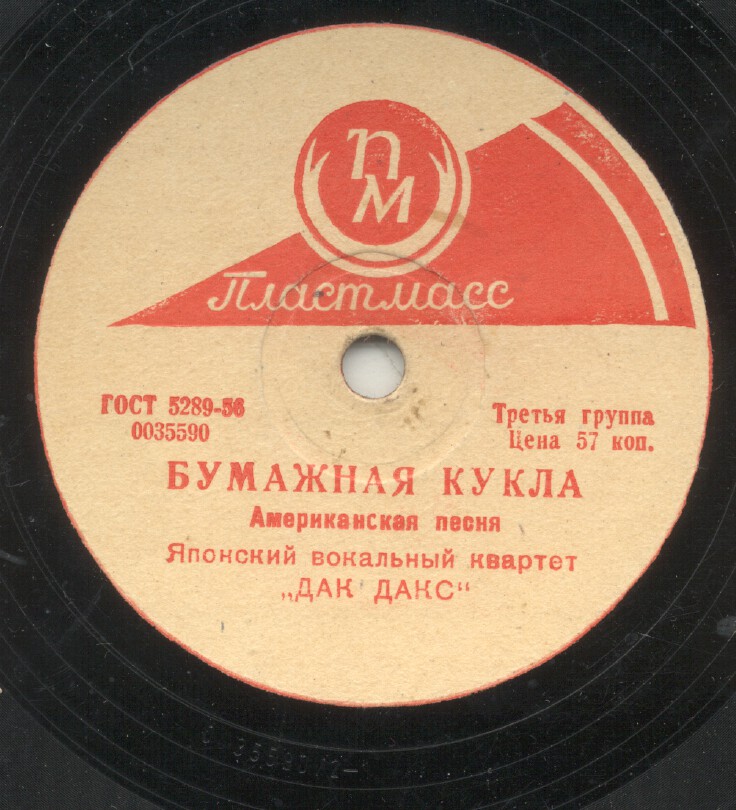 ПМ
Пластмасс
ГОСТ 5289-56
0035590
Третья группа
Цена 57 коп.
БУМАЖНАЯ КУКЛА
Американская песня
Японский вокальный квартет
„ДАК ДАКС“